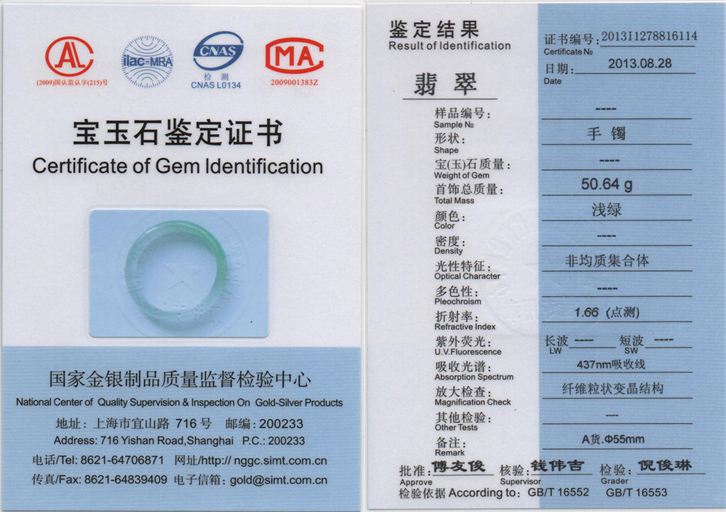 AL
(2009)国认监认字(215)号
ilac-MRA
CNAS
检 测
CNAS L0134
CMA
2009001383Z
宝玉石鉴定证书
Certificate of Gem Identification
国家金银制品质量监督检验中心
National Center of Quality Supervision & Inspection On Gold-Silver Products
地址: 上海市宜山路 716 号 邮编: 200233
Address: 716 Yishan Road,Shanghai P.C.: 200233
电话/Tel: 8621-64706871 网址/http:// nggc.simt.com.cn
传真/Fax: 8621-64839409 电子信箱: gold@simt.com.cn
鉴定结果
Result of Identification
证书编号: 2013I1278816114
Certificate №
日期: 2013.08.28
Date
翡 翠
样品编号: ----
Sample №
形状: 手 镯
Shape
宝(玉)石质量: ----
Weight of Gem
首饰总质量: 50.64 g
Total Mass
颜色: 浅绿
Color
密度: ----
Density
光性特征: 非均质集合体
Optical Character
多色性: ----
Pleochroism
折射率: 1.66 (点测)
Refractive Index
紫外荧光: 长波 ---- 短波 ----
U.V.Fluorescence LW SW
吸收光谱: 437nm吸收线
Absorption Spectrum
放大检查: 纤维粒状变晶结构
Magnification Check
其他检验: ----
Other Tests
备注: A货.Φ55mm
Remark
批准: 傅友俊 核验: 钱伟吉 检验: 倪俊琳
Approve Supervisor Grader
检验依据 According to: GB/T 16552 GB/T 16553